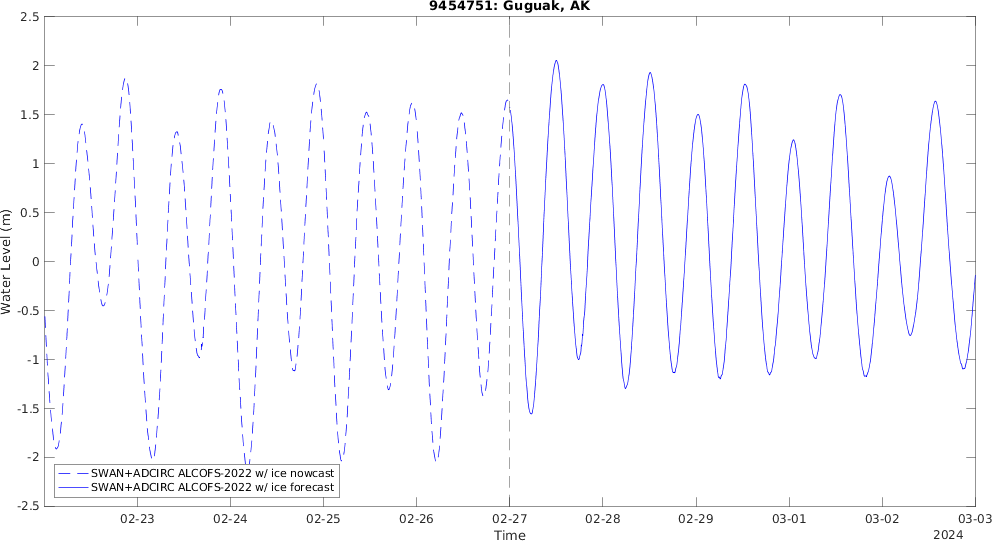 9454751: Guguak, AK
Water Level (m)
2.5
2
1.5
1
0.5
0
-0.5
-1
-1.5
-2
-2.5
SWAN+ADCIRC ALCOFS-2022 w/ ice nowcast
SWAN+ADCIRC ALCOFS-2022 w/ ice forecast
02-23 02-24 02-25 02-26 02-27 02-28 02-29 03-01 03-02 03-03
Time
2024